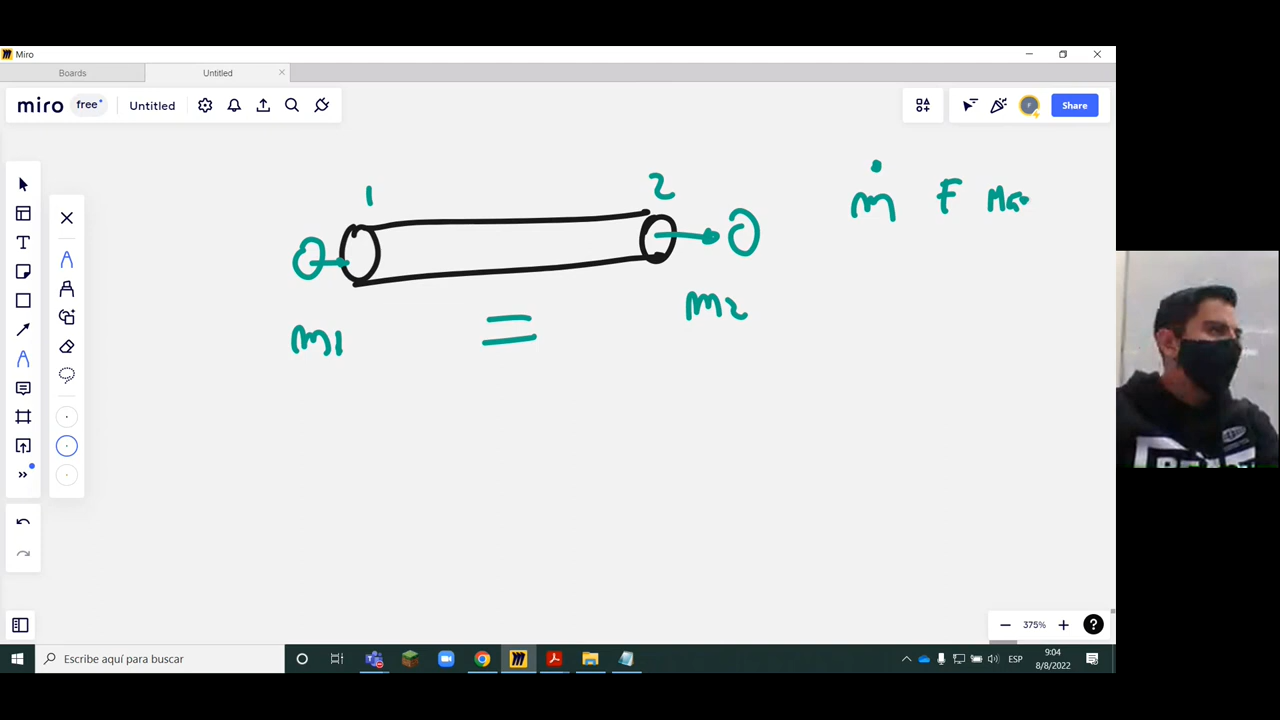 Miro
Boards
Untitled
miro free Untitled
Share
1
2
ṁ F Mas
m1 = m2
375%
Escribe aquí para buscar
ESP
9:04
8/8/2022